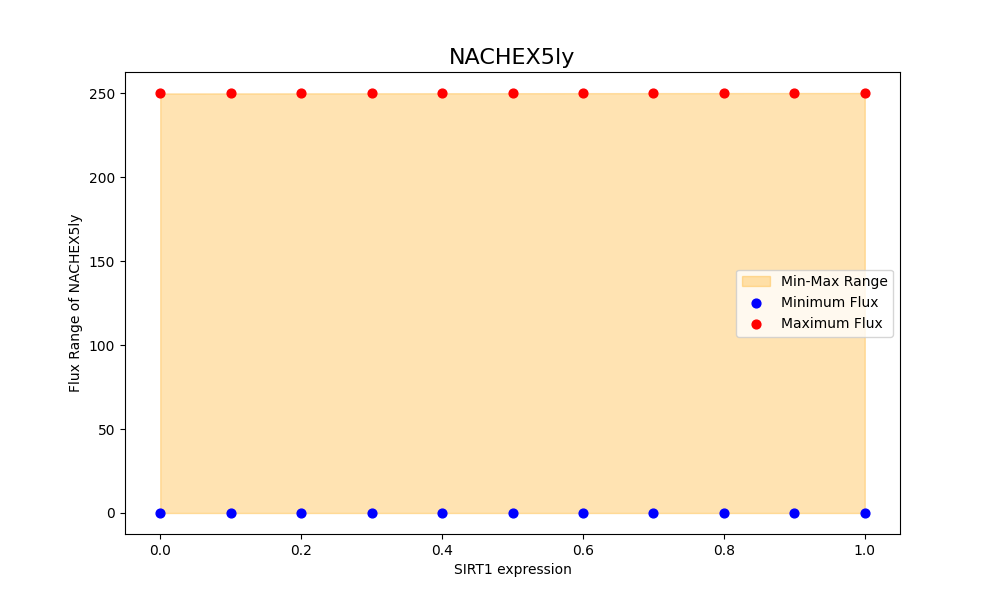 NACHEX5ly
Flux Range of NACHEX5ly
250
200
150
100
50
0
Min-Max Range
Minimum Flux
Maximum Flux
0.0 0.2 0.4 0.6 0.8 1.0
SIRT1 expression